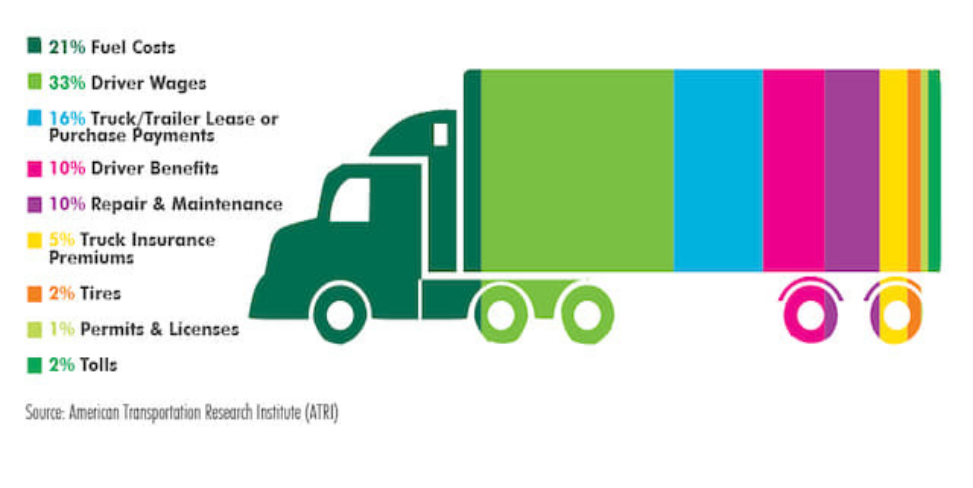 21% Fuel Costs
33% Driver Wages
16% Truck/Trailer Lease or
Purchase Payments
10% Driver Benefits
10% Repair & Maintenance
5% Truck Insurance
Premiums
2% Tires
1% Permits & Licenses
2% Tolls
Source: American Transportation Research Institute (ATRI)